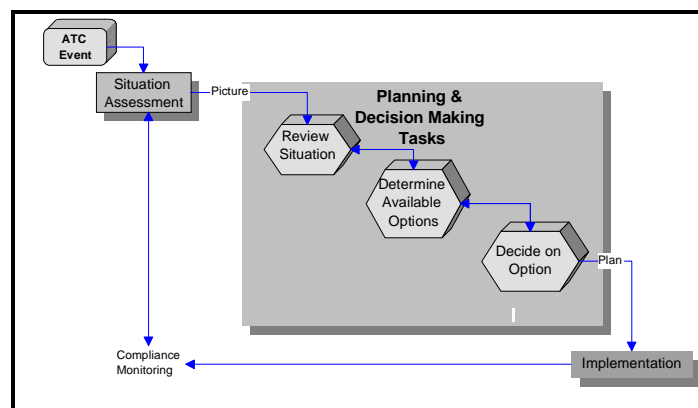 ATC
Event
Situation
Assessment
Picture
Planning &
Decision Making
Tasks
Review
Situation
Determine
Available
Options
Decide on
Option
Plan
Compliance
Monitoring
Implementation